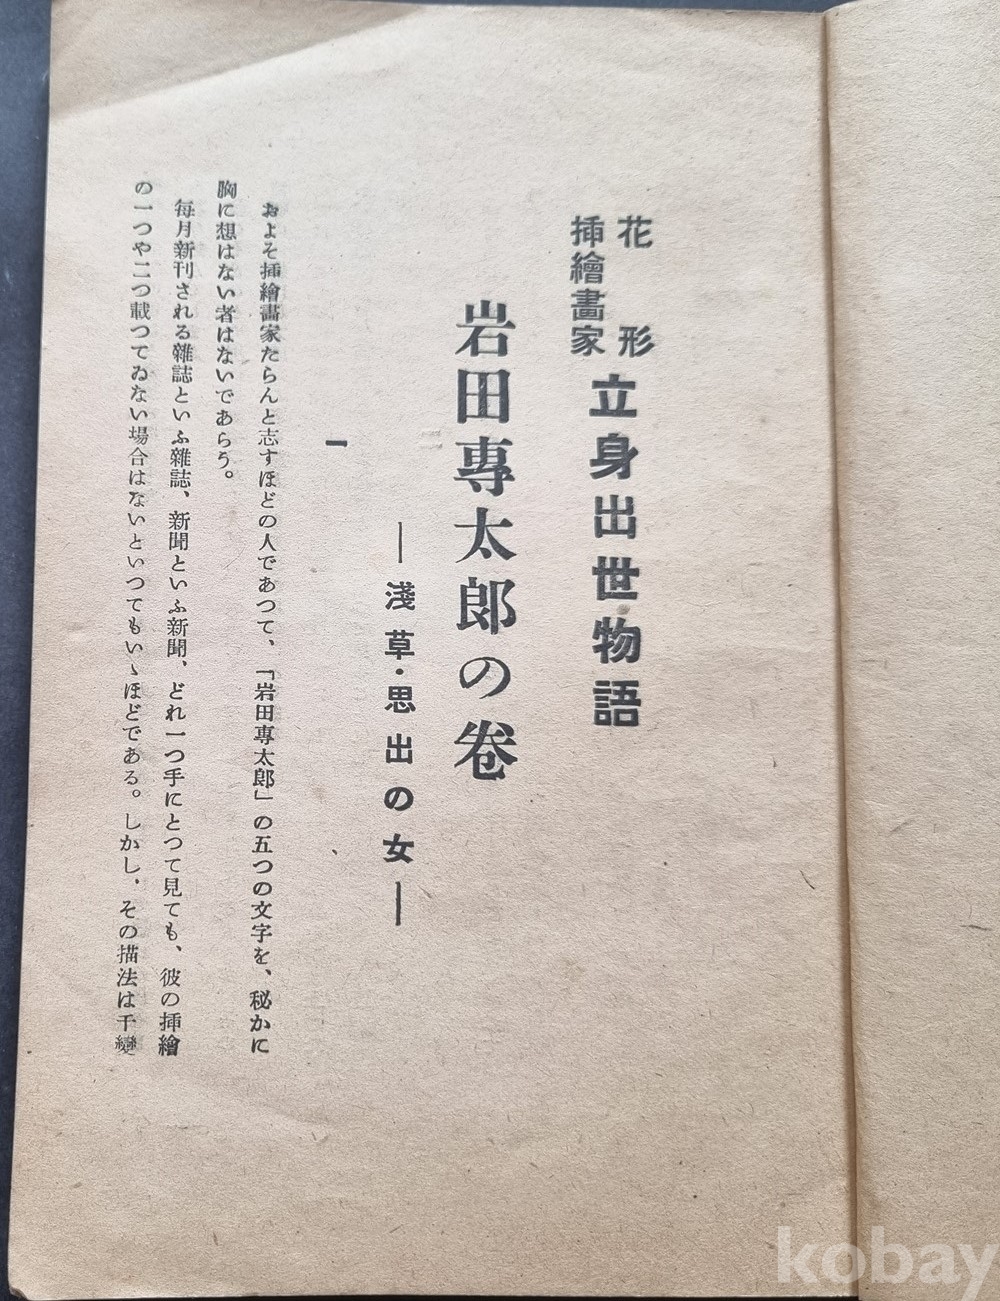 花形
挿繪畫家
立身出世物語
岩田專太郎の卷
―淺草・思出の女―
一
およそ挿繪畫家たらんと志すほどの人であつて、「岩田專太郎」の五つの文字を、秘かに
胸に想はない者はないであらう。
每月新刊される雜誌といふ雜誌、新聞といふ新聞、どれ一つ手にとつて見ても、彼の挿繪
の一つや二つ載つてゐない場合はないといつてもいゝほどである。しかし、その描法は千變
kobay